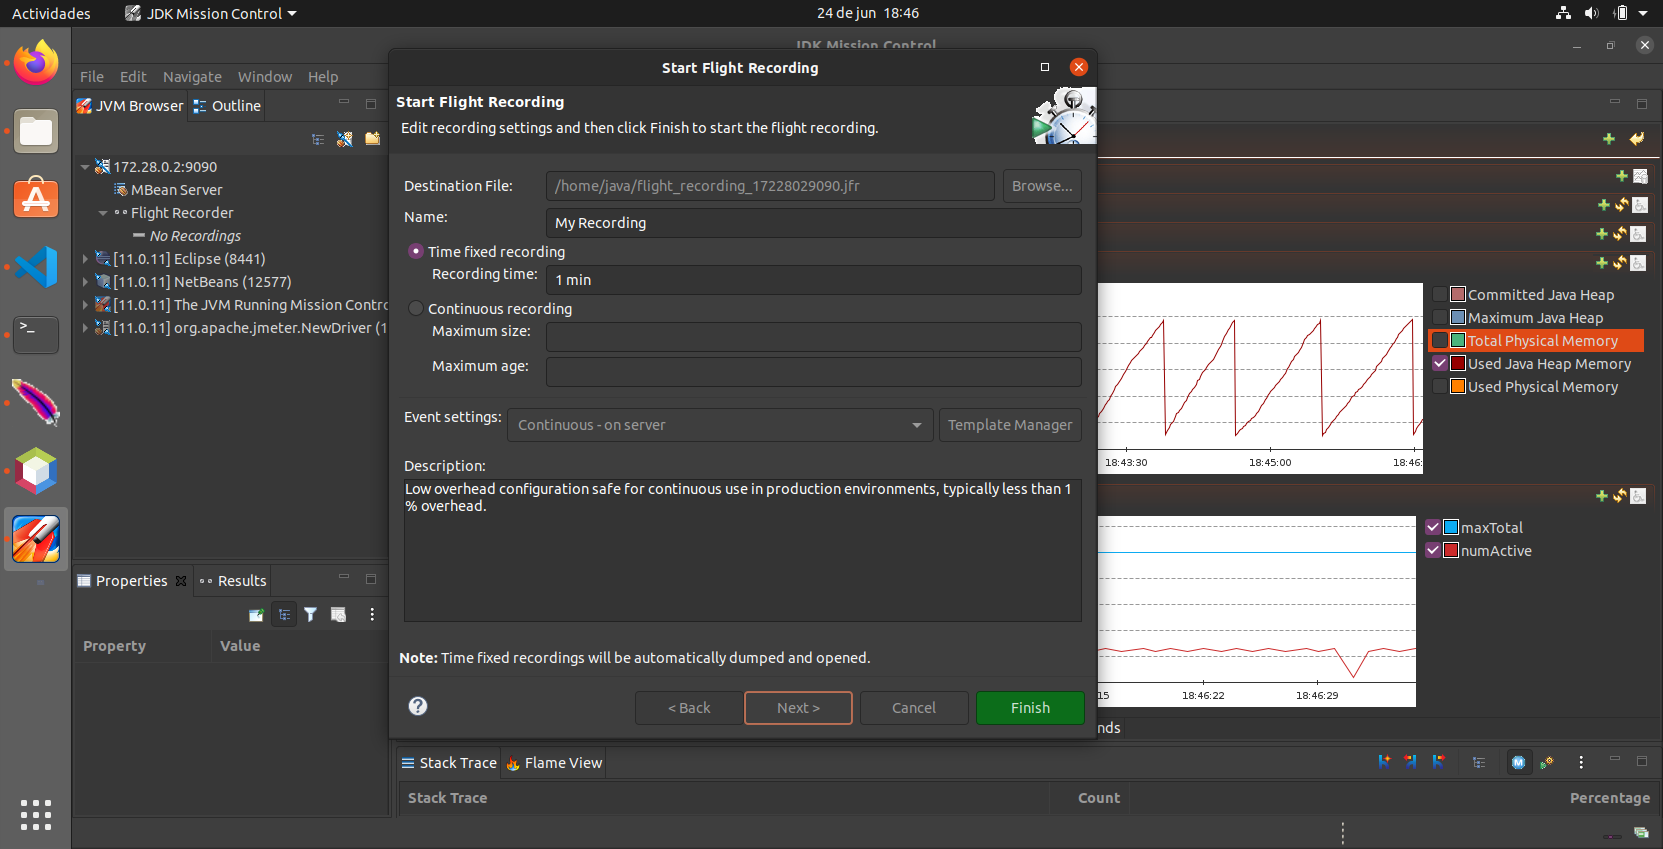 Actividades
JDK Mission Control
24 de jun 18:46
JDK Mission Control
File Edit Navigate Window Help
JVM Browser
Outline
172.28.0.2:9090
MBean Server
Flight Recorder
No Recordings
[11.0.11] Eclipse (8441)
[11.0.11] NetBeans (12577)
[11.0.11] The JVM Running Mission Contro
[11.0.11] org.apache.jmeter.NewDriver (1
Properties
Results
Property Value
Start Flight Recording
Start Flight Recording
Edit recording settings and then click Finish to start the flight recording.
Destination File: /home/java/flight_recording_17228029090.jfr Browse...
Name: My Recording
Time fixed recording
Recording time: 1 min
Continuous recording
Maximum size:
Maximum age:
Event settings: Continuous - on server Template Manager
Description:
Low overhead configuration safe for continuous use in production environments, typically less than 1
% overhead.
Note: Time fixed recordings will be automatically dumped and opened.
? < Back Next > Cancel Finish
Committed Java Heap
Maximum Java Heap
Total Physical Memory
Used Java Heap Memory
Used Physical Memory
18:43:30 18:45:00 18:46:
maxTotal
numActive
15 18:46:22 18:46:29
nds
Stack Trace
Flame View
Stack Trace Count Percentage